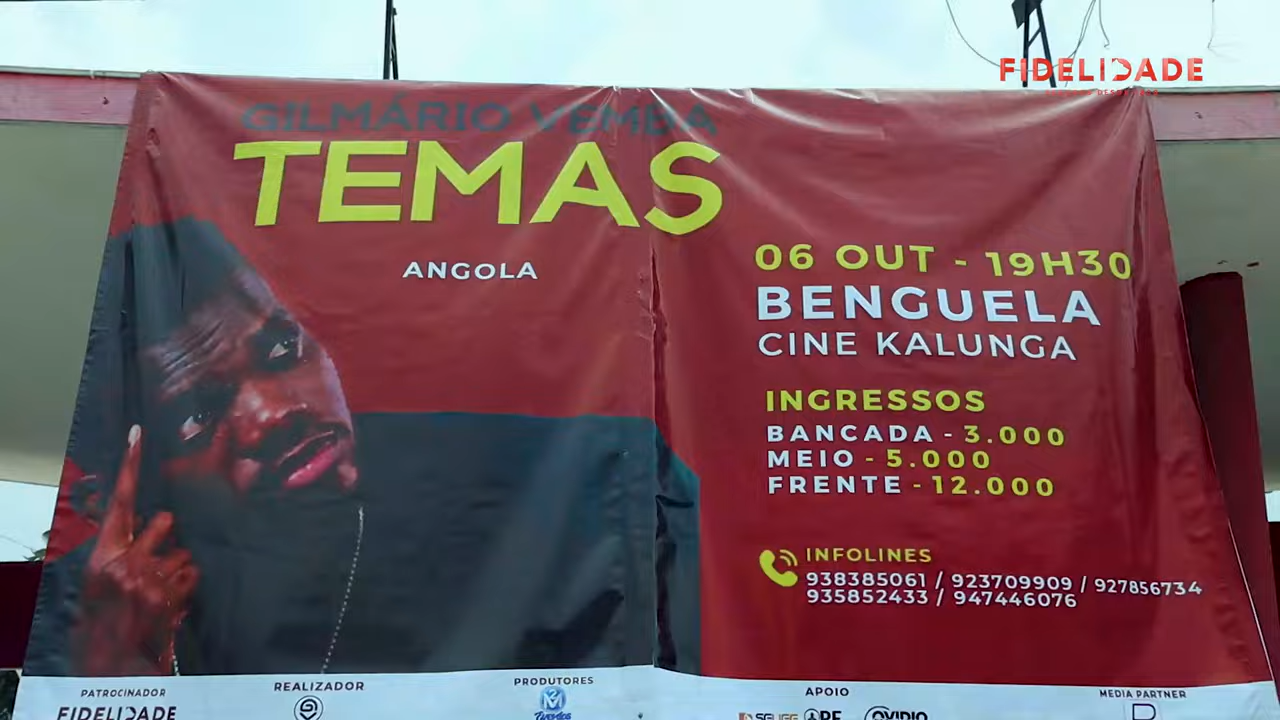 FIDELIDADE
GILMÁRIO VEMBA
TEMAS
ANGOLA
06 OUT - 19H30
BENGUELA
CINE KALUNGA
INGRESSOS
BANCADA - 3.000
MEIO - 5.000
FRENTE - 12.000
INFOLINES
938385061 / 923709909 / 927856734
935852433 / 947446076
PATROCINADOR
FIDELIDADE
REALIZADOR
PRODUTORES
APOIO
OVIDIO
MEDIA PARTNER